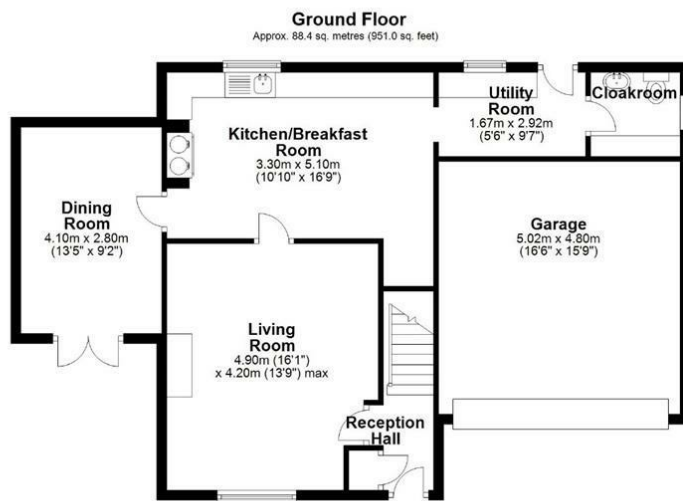 Ground Floor
Approx. 88.4 sq. metres (951.0 sq. feet)
Utility
Room
1.67m x 2.92m
(5'6" x 9'7")
Cloakroom
Kitchen/Breakfast
Room
3.30m x 5.10m
(10'10" x 16'9")
Dining
Room
4.10m x 2.80m
(13'5" x 9'2")
Garage
5.02m x 4.80m
(16'6" x 15'9")
Living
Room
4.90m (16'1")
x 4.20m (13'9") max
Reception
Hall